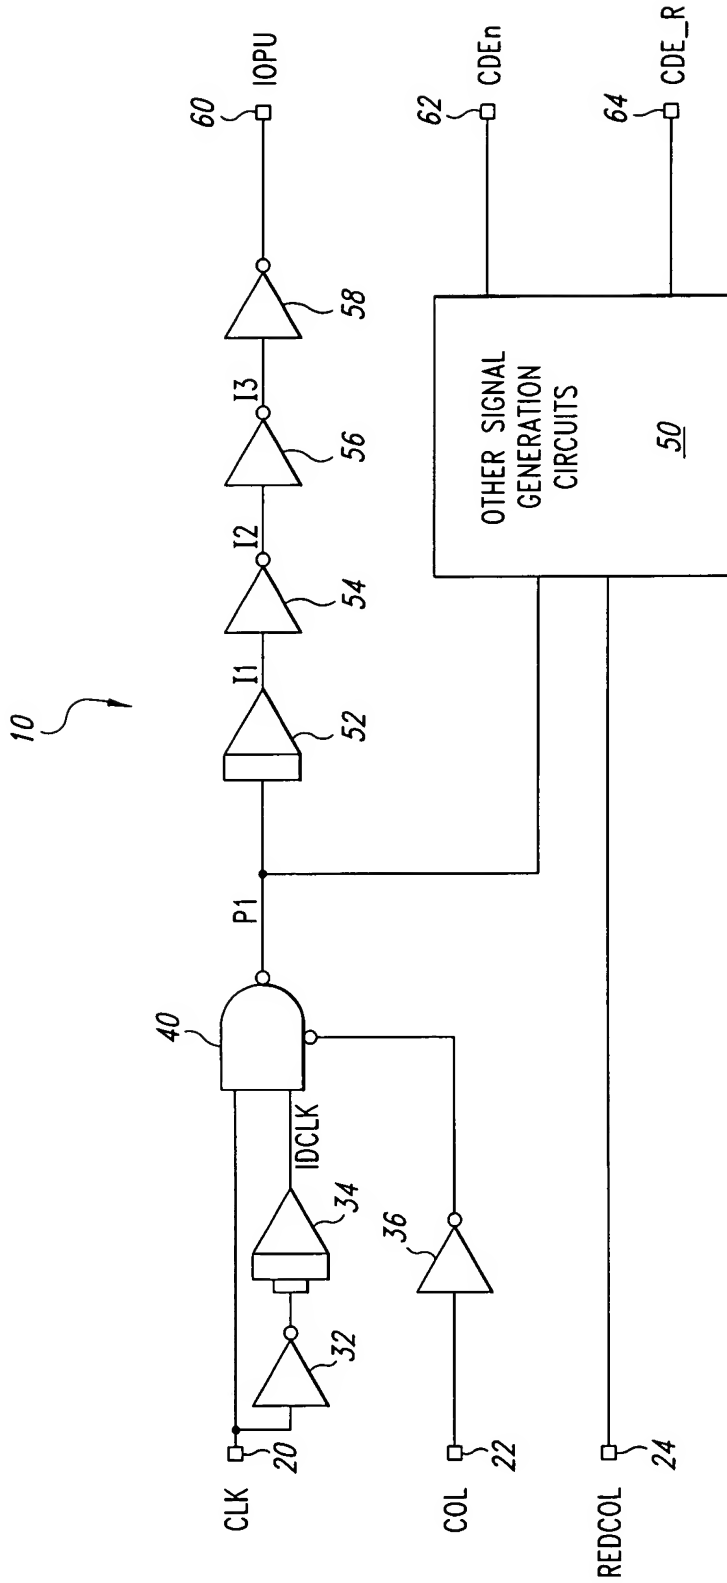 10
CLK
20
32
34
IDCLK
40
P1
52
I1
54
I2
56
I3
58
60
IOPU
COL
22
36
REDCOL
24
OTHER SIGNAL
GENERATION
CIRCUITS
50
62
CDEn
64
CDE_R